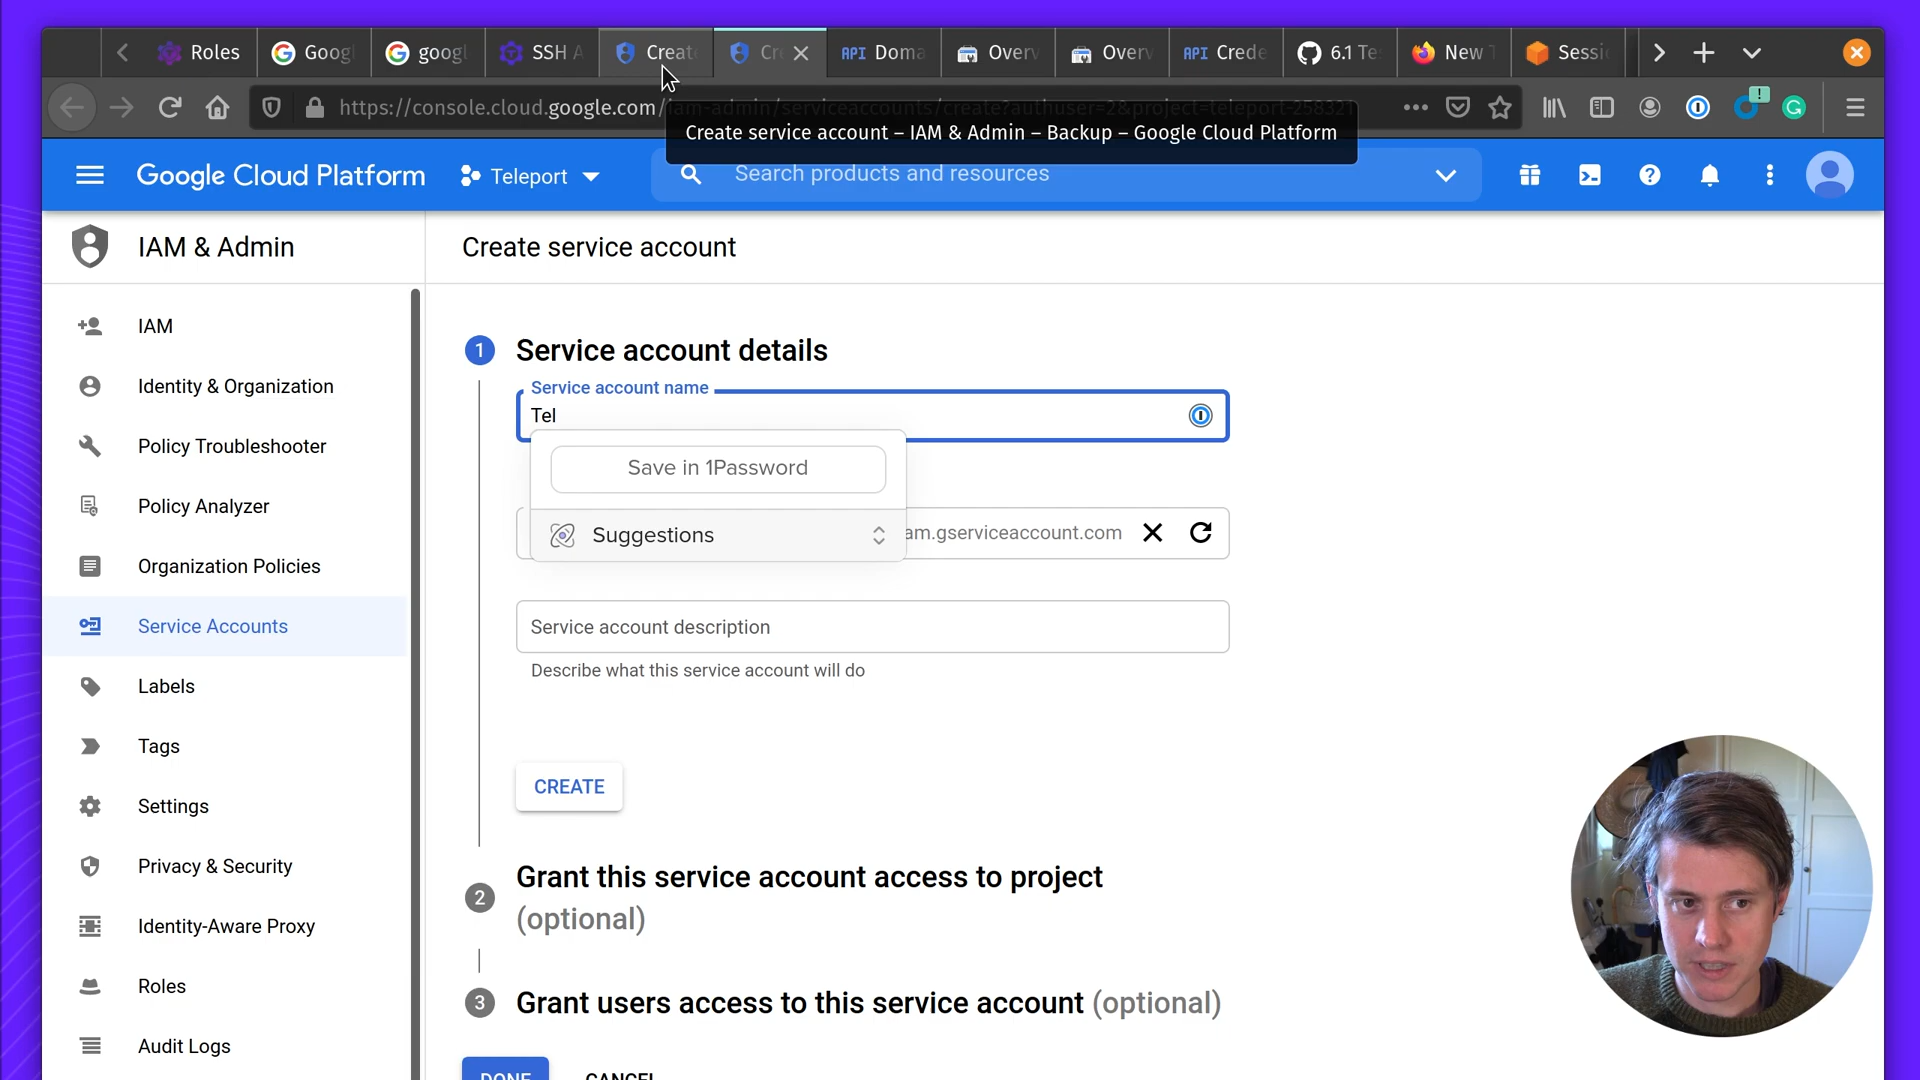 Roles
Goog
googl
SSH A
Create
Cr
API Doma
Overv
Overv
API Crede
6.1 Te
New T
Sessi
https://console.cloud.google.com/iam-admin/serviceaccounts/create?authuser=2&project=teleport-258321
Create service account – IAM & Admin – Backup – Google Cloud Platform
Google Cloud Platform
Teleport
Search products and resources
IAM & Admin
Create service account
IAM
Identity & Organization
Policy Troubleshooter
Policy Analyzer
Organization Policies
Service Accounts
Labels
Tags
Settings
Privacy & Security
Identity-Aware Proxy
Roles
Audit Logs
1 Service account details
Service account name
Tel
Save in 1Password
Suggestions
am.gserviceaccount.com
Service account description
Describe what this service account will do
CREATE
2 Grant this service account access to project
(optional)
3 Grant users access to this service account (optional)
DONE
CANCEL